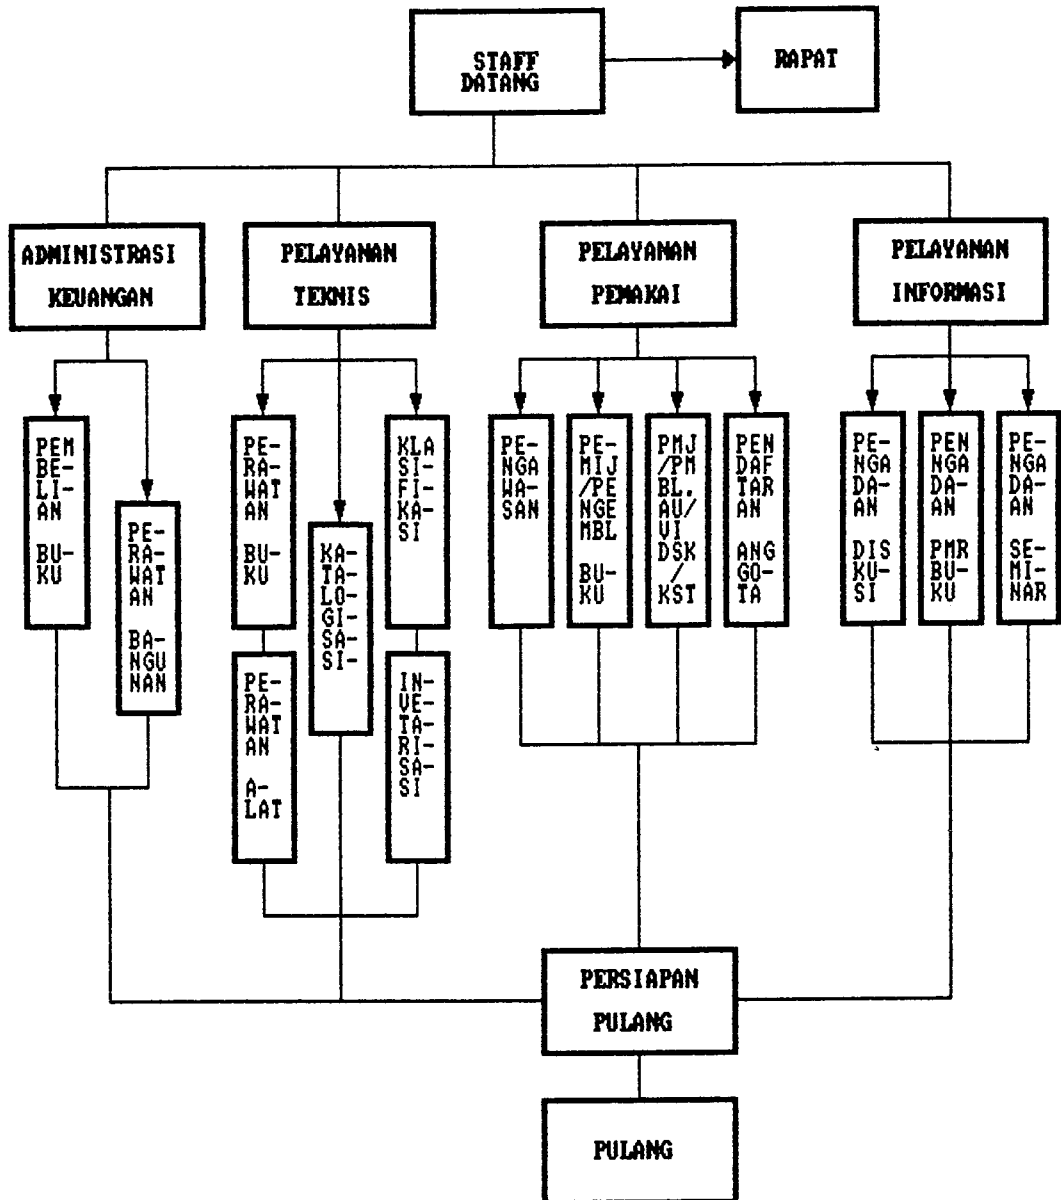 STAFF
DATANG
RAPAT
ADMINISTRASI
KEUANGAN
PELAYANAN
TEKNIS
PELAYANAN
PEMAKAI
PELAYANAN
INFORMASI
PEM
BE-
LI-
AN
BU-
KU
PE-
RA-
WAT
AN
BA-
NGU
NAN
PE-
RA-
WAT
AN
BU-
KU
PE-
RA-
WAT
AN
A-
LAT
KA-
TA-
LO-
GI-
SA-
SI-
KLA
SI-
FI-
KA-
SI
IN-
VE-
TA-
RI-
SA-
SI
PE-
NGA
WA-
SAN
PE-
MIJ
/PE
NGE
MBL
BU-
KU
PMJ
/PM
BL.
AU/
VI
DSK
/
KST
PEN
DAF
TAR
AN
ANG
GO-
TA
PE-
NGA
DA-
AN
DIS
KU-
SI
PEN
NGA
DA-
AN
PMR
BU-
KU
PE-
NGA
DA-
AN
SE-
MI-
NAR
PERSIAPAN
PULANG
PULANG